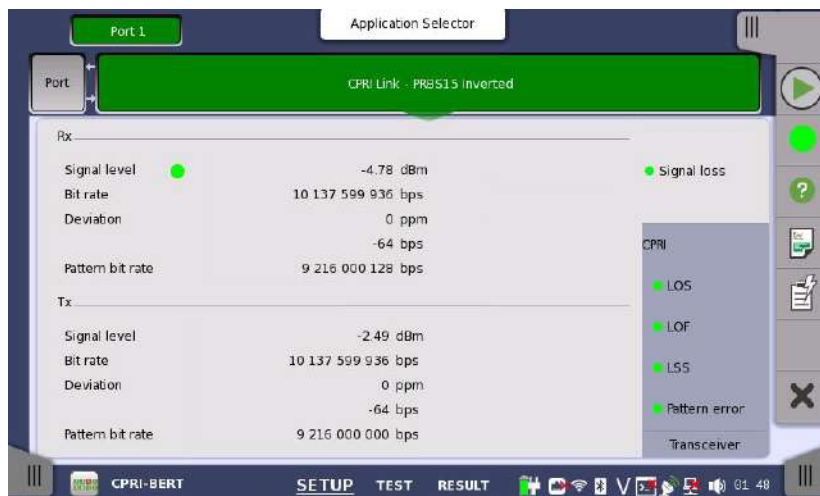 Port 1
Application Selector
Port
CPRI Link - PRBS15 Inverted
Rx
Signal level -4.78 dBm
Signal loss
Bit rate 10 137 599 936 bps
Deviation 0 ppm
-64 bps
CPRI
Pattern bit rate 9 216 000 128 bps
LOS
Tx
LOF
Signal level -2.49 dBm
Bit rate 10 137 599 936 bps
LSS
Deviation 0 ppm
-64 bps
Pattern error
Pattern bit rate 9 216 000 000 bps
Transceiver
CPRI-BERT SETUP TEST RESULT 01 48